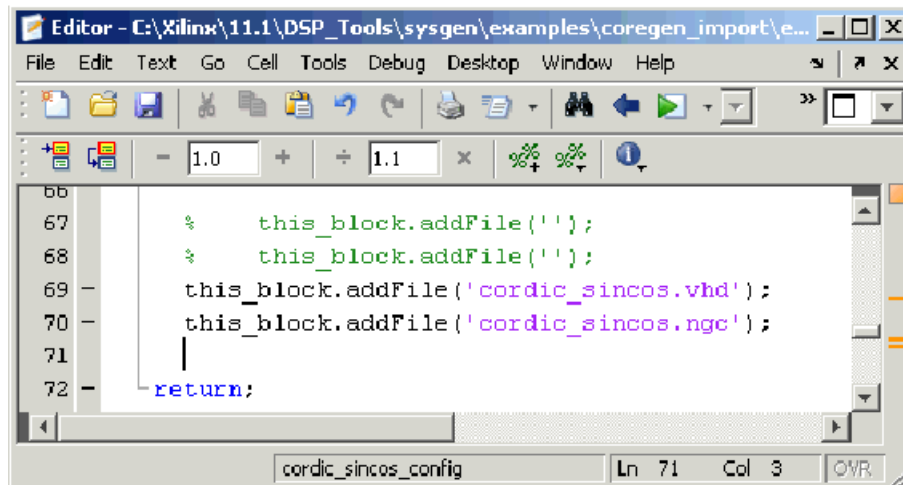 Editor - C:\Xilinx\11.1\DSP_Tools\sysgen\examples\coregen_import\e...
File Edit Text Go Cell Tools Debug Desktop Window Help
1.0 1.1
66
67 % this_block.addFile('');
68 % this_block.addFile('');
69 - this_block.addFile('cordic_sincos.vhd');
70 - this_block.addFile('cordic_sincos.ngc');
71
72 - return;
cordic_sincos_config Ln 71 Col 3 OVR